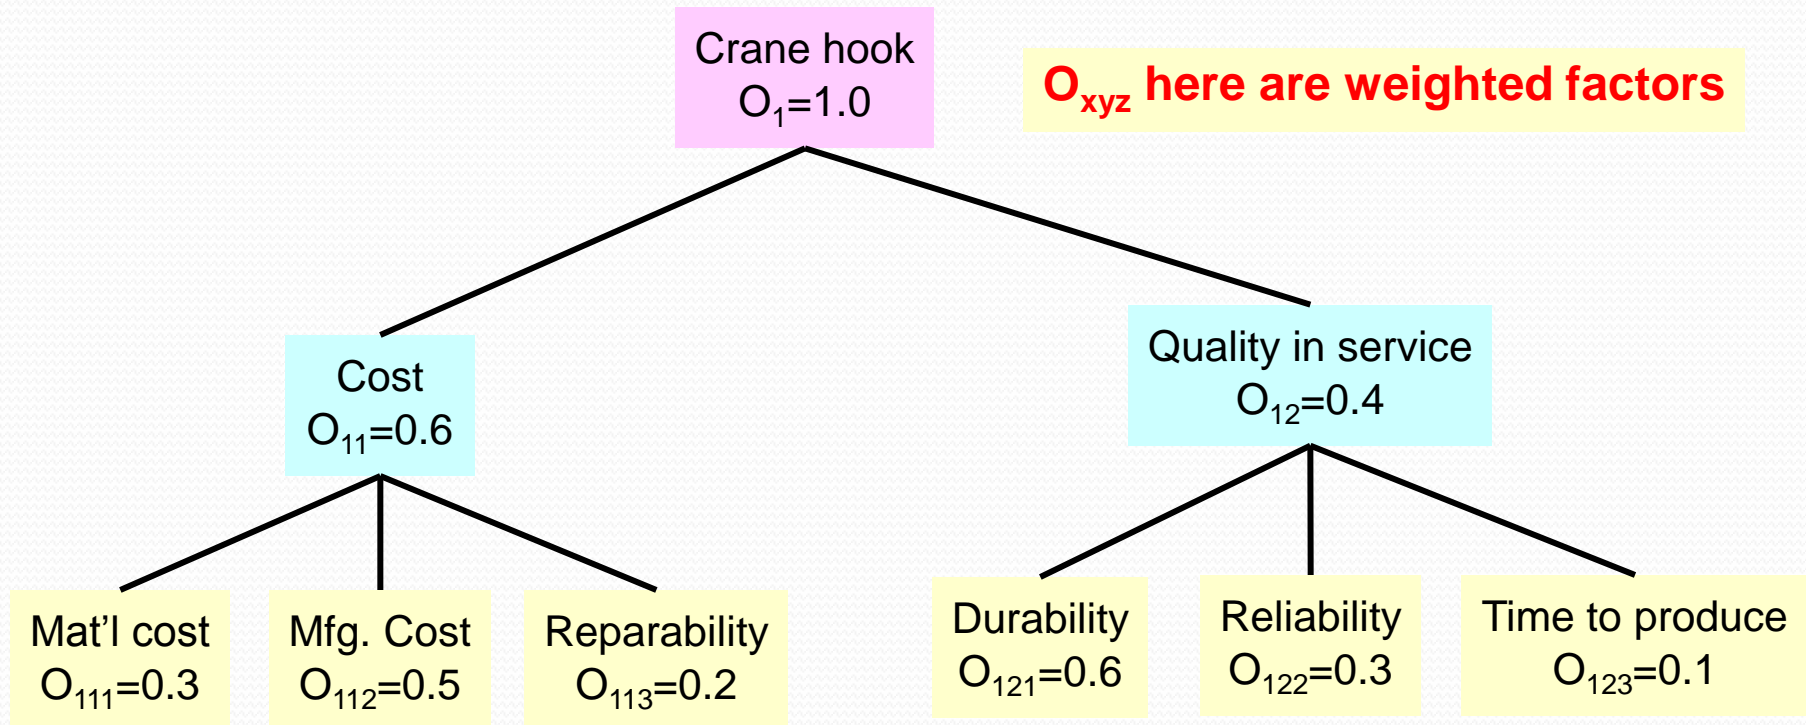 Crane hook
O₁=1.0
Oxyz here are weighted factors
Cost
O₁₁=0.6
Quality in service
O₁₂=0.4
Mat’l cost
O₁₁₁=0.3
Mfg. Cost
O₁₁₂=0.5
Reparability
O₁₁₃=0.2
Durability
O₁₂₁=0.6
Reliability
O₁₂₂=0.3
Time to produce
O₁₂₃=0.1